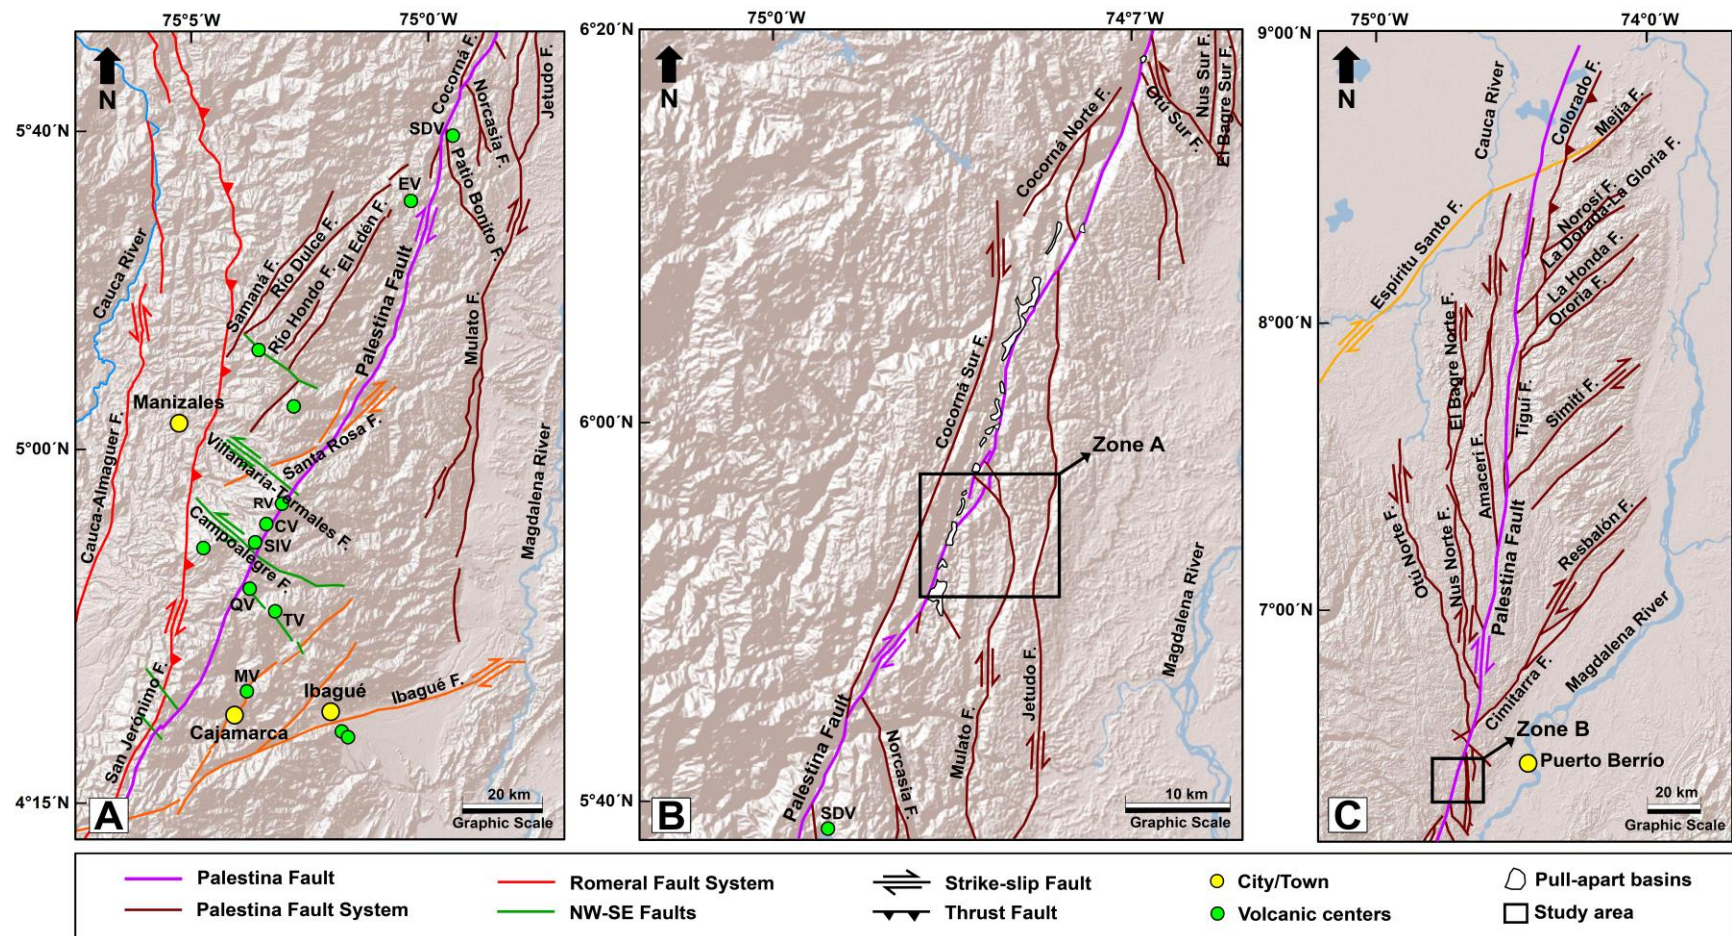 75°5´W
75°0´W
N
5°40´N
5°00´N
4°15´N
Cauca River
Cauca-Almaguer F.
San Jerónimo F.
Manizales
Samaná F.
Río Dulce F.
Río Hondo F.
El Edén F.
EV
SDV
Cocorná F.
Norcasia F.
Jetudo F.
Patio Bonito F.
Palestina Fault
Mulato F.
Santa Rosa F.
Villamaría-Termales F.
RV
CV
SIV
Campoalegre F.
QV
TV
MV
Ibagué
Cajamarca
Ibagué F.
Magdalena River
A
20 km
Graphic Scale
75°0´W
74°7´W
6°20´N
6°00´N
5°40´N
N
Cocorná Norte F.
Otú Sur F.
Nus Sur F.
El Bagre Sur F.
Cocorná Sur F.
Zone A
Palestina Fault
SDV
Norcasia F.
Mulato F.
Jetudo F.
Magdalena River
B
10 km
Graphic Scale
75°0´W
74°0´W
9°00´N
8°00´N
7°00´N
N
Cauca River
Colorado F.
Mejia F.
Espíritu Santo F.
Norosí F.
La Dorada-La Gloria F.
La Honda F.
Ororia F.
El Bagre Norte F.
Tiguí F.
Simití F.
Amacerí F.
Otú Norte F.
Nus Norte F.
Palestina Fault
Resbalón F.
Cimitarra F.
Magdalena River
Zone B
Puerto Berrío
C
20 km
Graphic Scale
Palestina Fault
Romeral Fault System
Strike-slip Fault
City/Town
Pull-apart basins
Palestina Fault System
NW-SE Faults
Thrust Fault
Volcanic centers
Study area